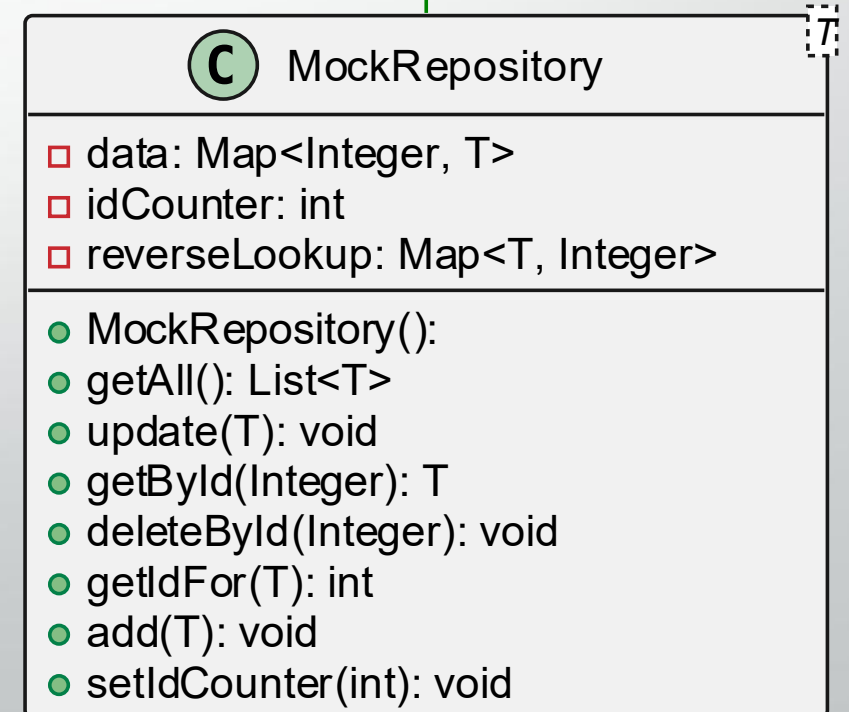 T
C MockRepository
data: Map<Integer, T>
idCounter: int
reverseLookup: Map<T, Integer>
MockRepository():
getAll(): List<T>
update(T): void
getById(Integer): T
deleteById(Integer): void
getIdFor(T): int
add(T): void
setIdCounter(int): void